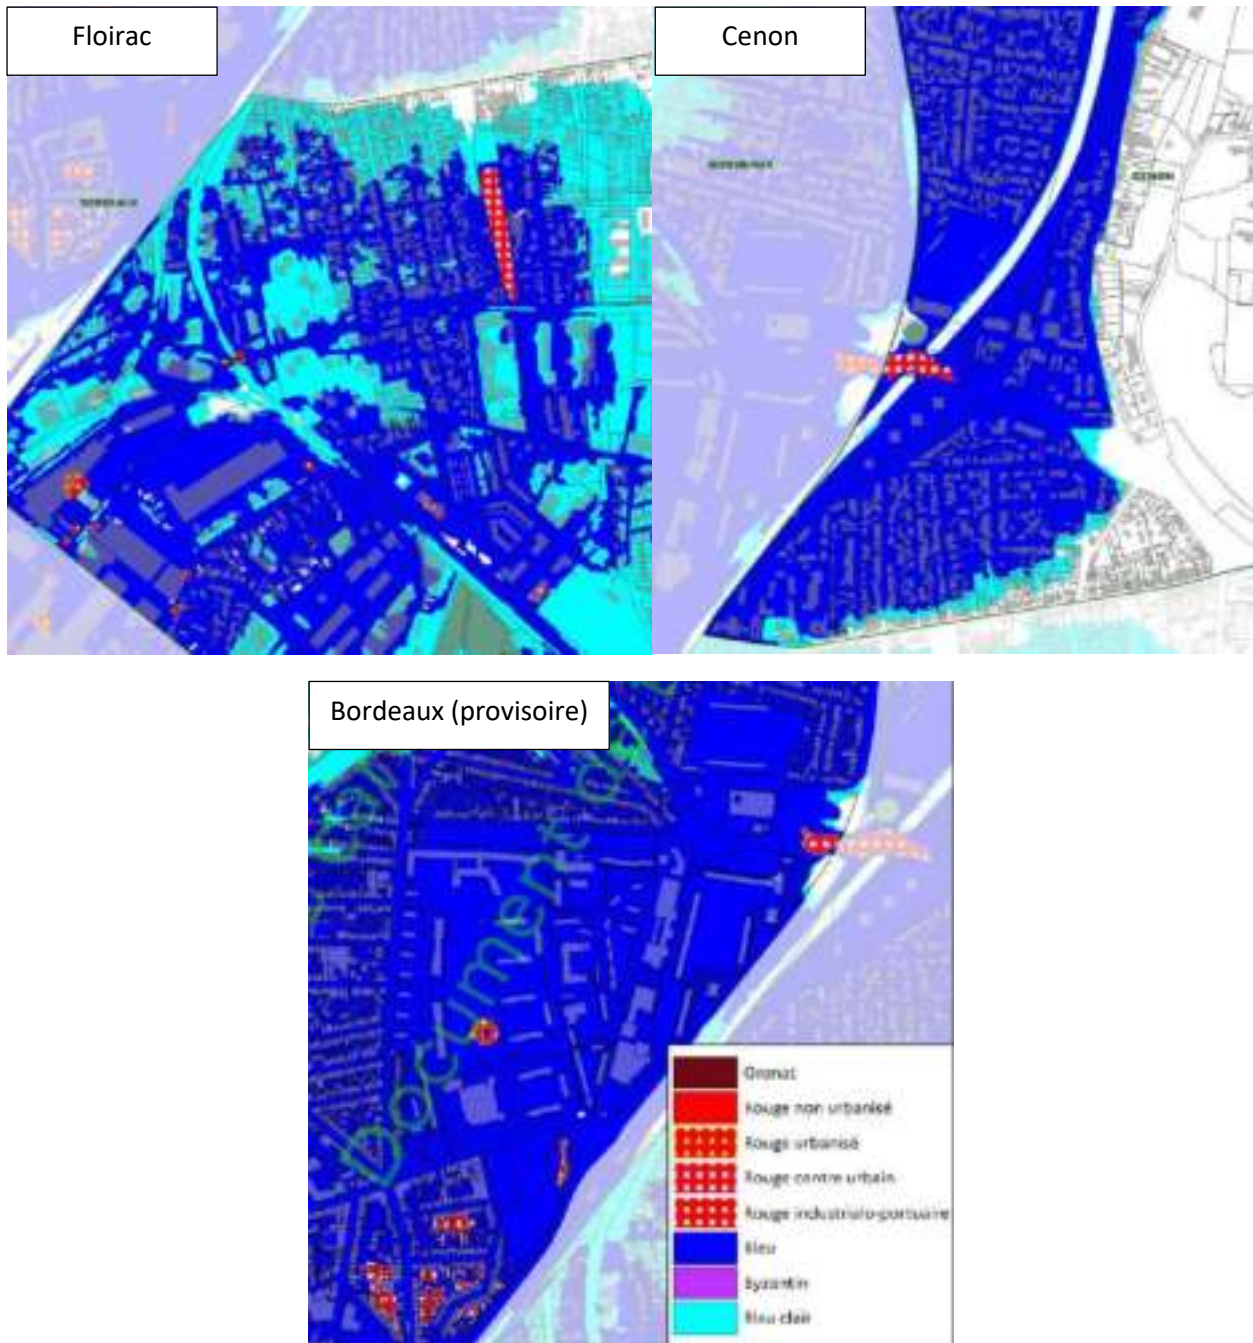 Floirac
Cenon
Bordeaux (provisoire)
Document
Grenat
Rouge non urbanisé
Rouge urbanisé
Rouge centre urbain
Rouge industrialo-portuaire
Bleu
Byzantin
Bleu clair